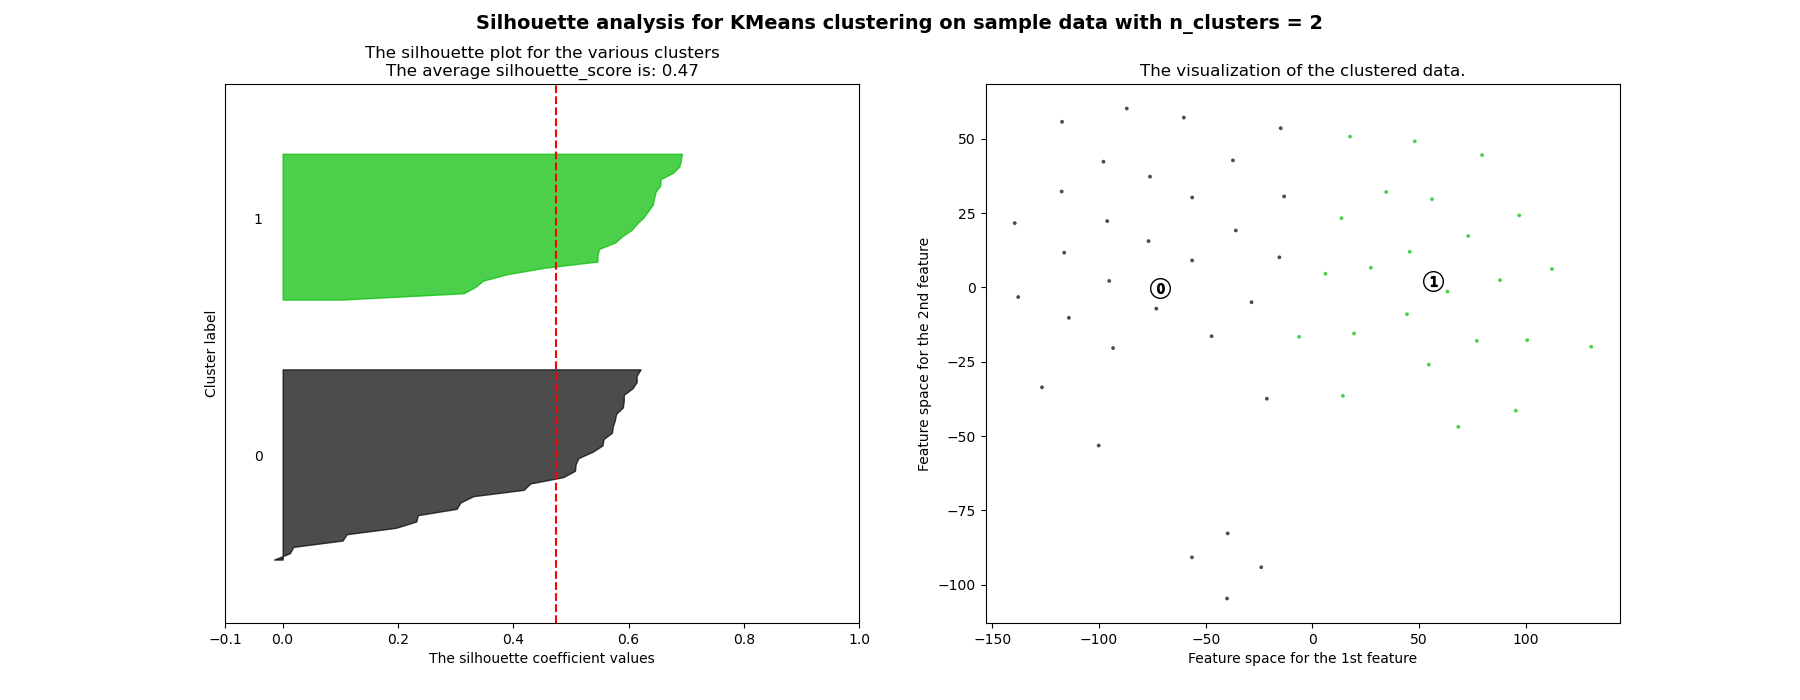 Silhouette analysis for KMeans clustering on sample data with n_clusters = 2
The silhouette plot for the various clusters
The average silhouette_score is: 0.47
1
0
Cluster label
−0.1 0.0 0.2 0.4 0.6 0.8 1.0
The silhouette coefficient values
The visualization of the clustered data.
50
25
0
−25
−50
−75
−100
Feature space for the 2nd feature
0
1
−150 −100 −50 0 50 100
Feature space for the 1st feature